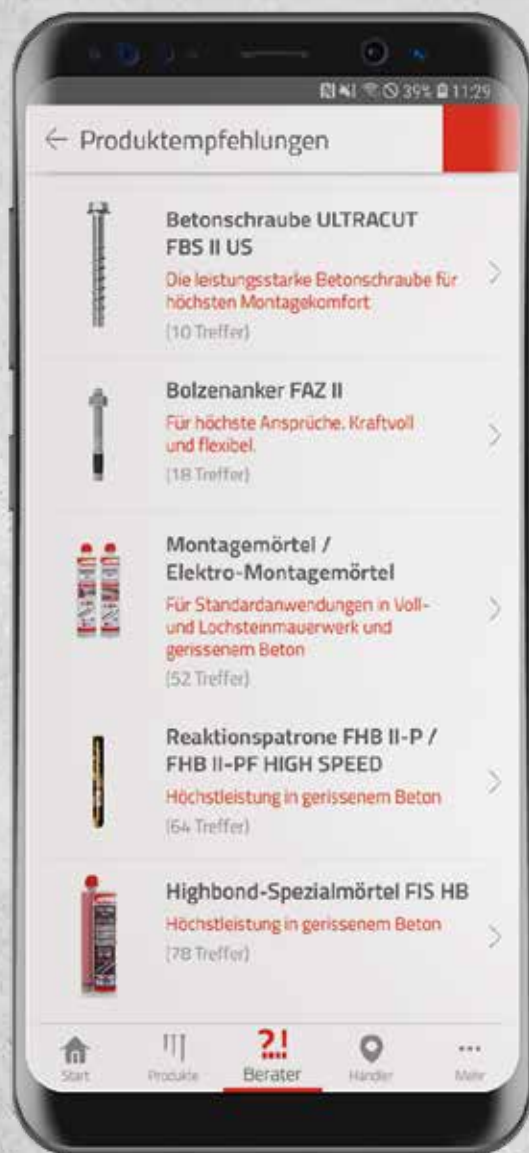 39% 11:29
← Produktempfehlungen
Betonschraube ULTRACUT
FBS II US
Die leistungsstarke Betonschraube für
höchsten Montagekomfort
(10 Treffer)
Bolzenanker FAZ II
Für höchste Ansprüche. Kraftvoll
und flexibel.
(18 Treffer)
Montagemörtel /
Elektro-Montagemörtel
Für Standardanwendungen in Voll-
und Lochsteinmauerwerk und
gerissenem Beton
(52 Treffer)
Reaktionspatrone FHB II-P /
FHB II-PF HIGH SPEED
Höchstleistung in gerissenem Beton
(64 Treffer)
Highbond-Spezialmörtel FIS HB
Höchstleistung in gerissenem Beton
(78 Treffer)
Start Produkte Berater Händler Mehr